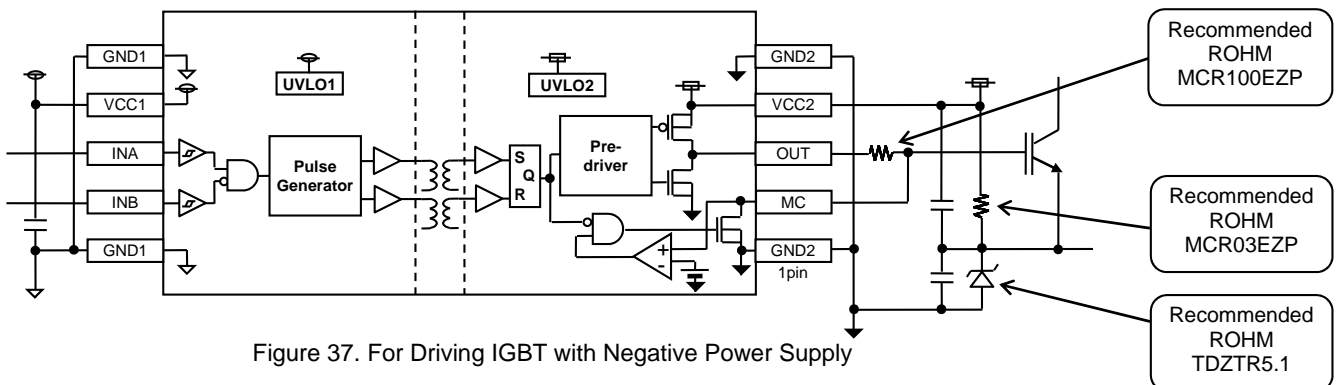 GND1
VCC1
INA
INB
GND1
UVLO1
Pulse
Generator
UVLO2
S
Q
R
Pre-
driver
+
-
GND2
VCC2
OUT
MC
GND2
1pin
Recommended
ROHM
MCR100EZP
Recommended
ROHM
MCR03EZP
Recommended
ROHM
TDZTR5.1
Figure 37. For Driving IGBT with Negative Power Supply